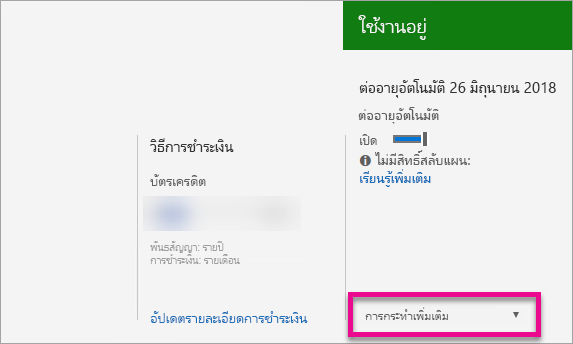 ใช้งานอยู่
ต่ออายุอัตโนมัติ 26 มิถุนายน 2018
ต่ออายุอัตโนมัติ
เปิด
ไม่มีสิทธิ์สลับแผน:
เรียนรู้เพิ่มเติม
วิธีการชำระเงิน
บัตรเครดิต
พันธสัญญา: รายปี
การชำระเงิน: รายเดือน
อัปเดตรายละเอียดการชำระเงิน
การกระทำเพิ่มเติม